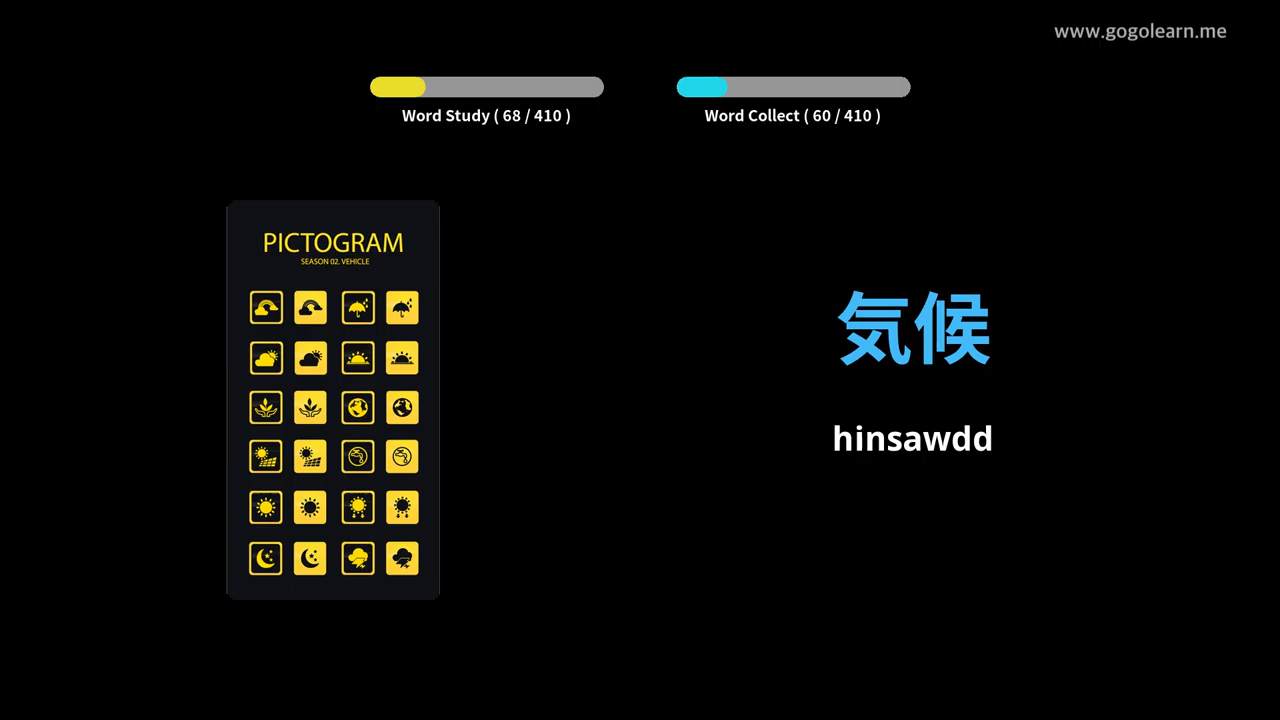 www.gogolearn.me
Word Study ( 68 / 410 )
Word Collect ( 60 / 410 )
PICTOGRAM
SEASON 02. VEHICLE
気候
hinsawdd